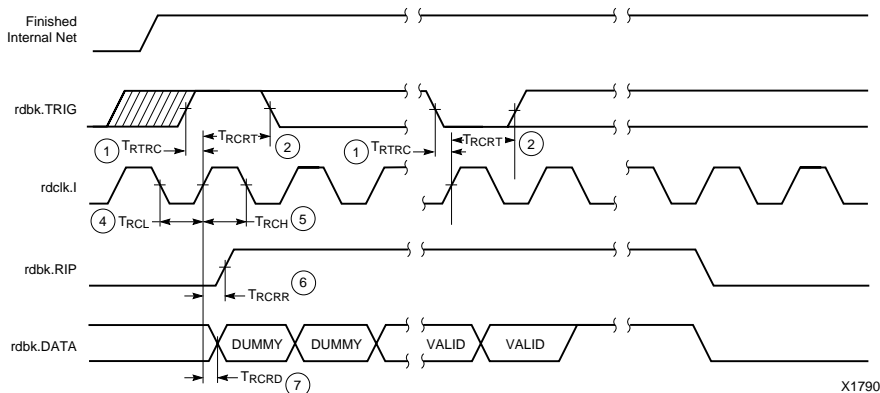 Finished
Internal Net
rdbk.TRIG
TRCRT
TRCRT
1 TRTRC
2
1 TRTRC
2
rdclk.I
4 TRCL
TRCH 5
rdbk.RIP
6
TRCRR
rdbk.DATA
DUMMY DUMMY VALID VALID
TRCRD 7
X1790